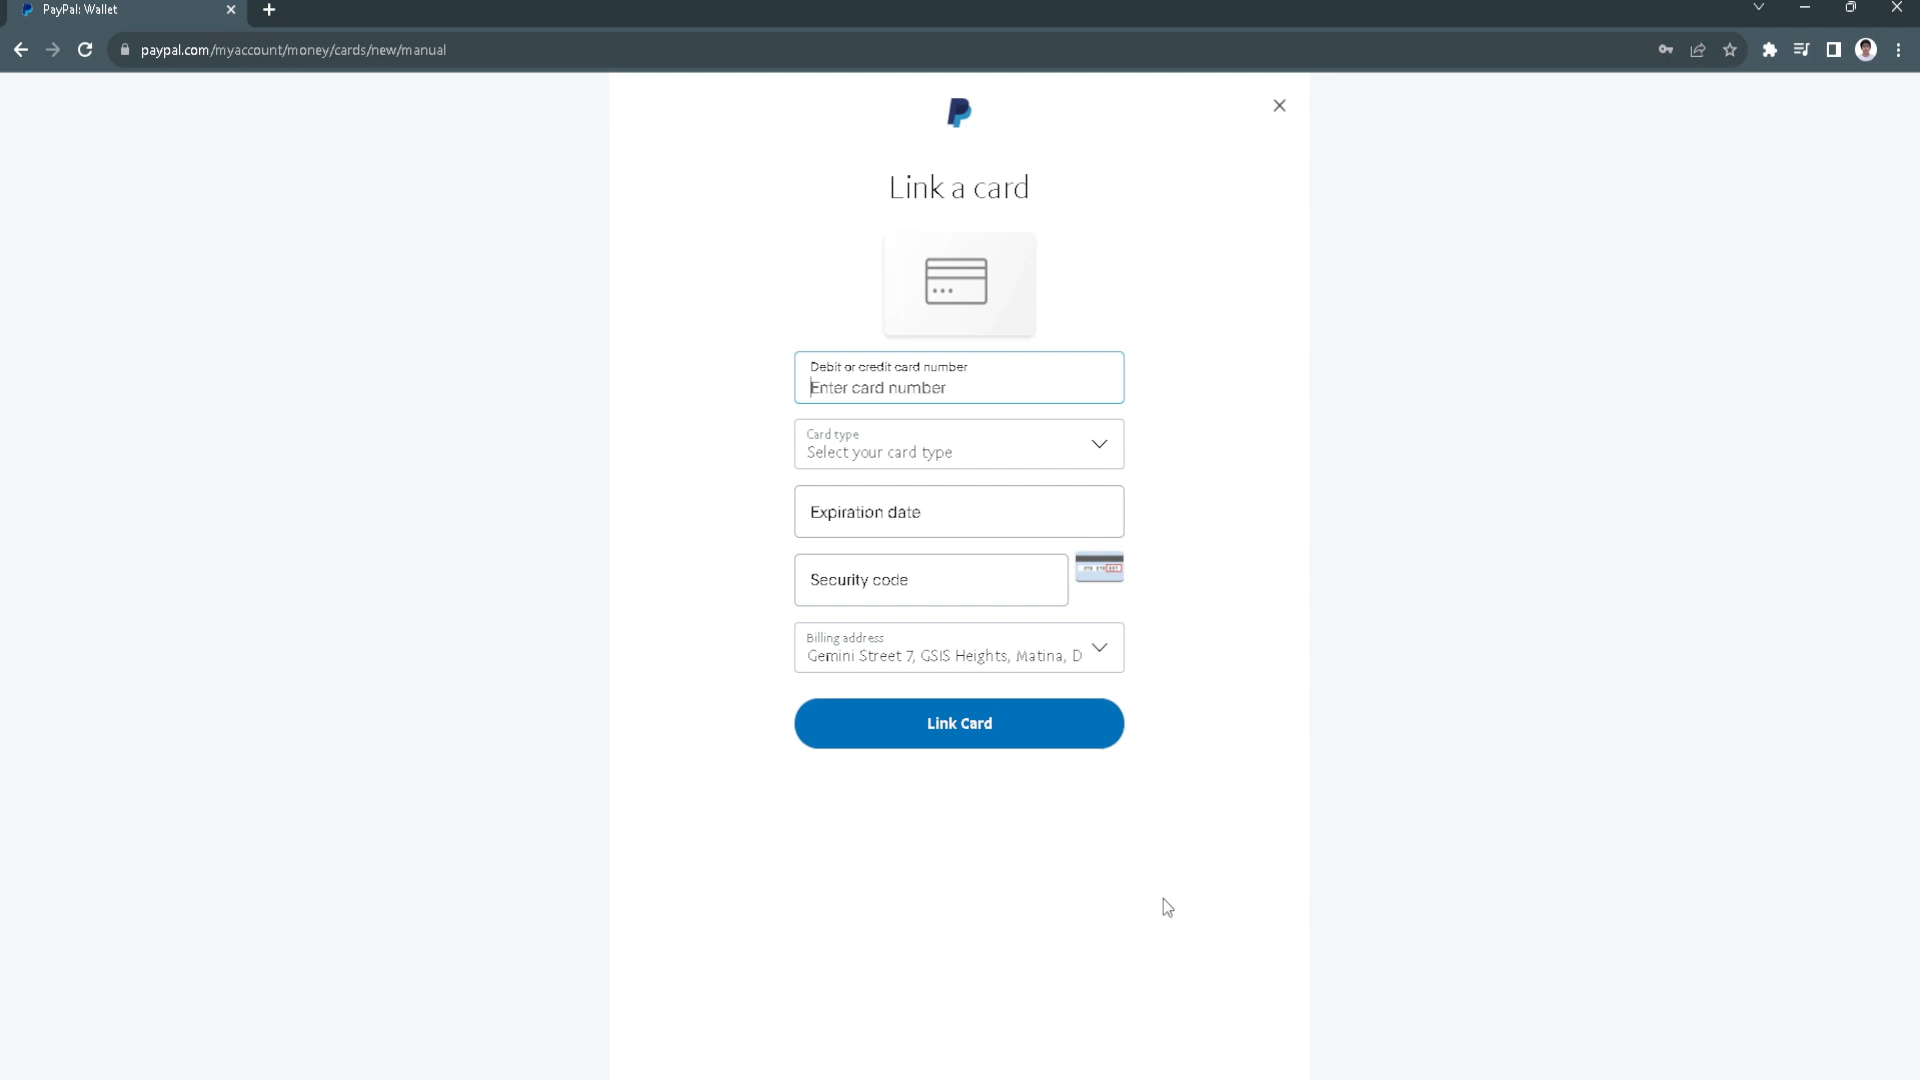 PayPal: Wallet
paypal.com/myaccount/money/cards/new/manual
Link a card
Debit or credit card number
Enter card number
Card type
Select your card type
Expiration date
Security code
Billing address
Gemini Street 7, GSIS Heights, Matina, D
Link Card